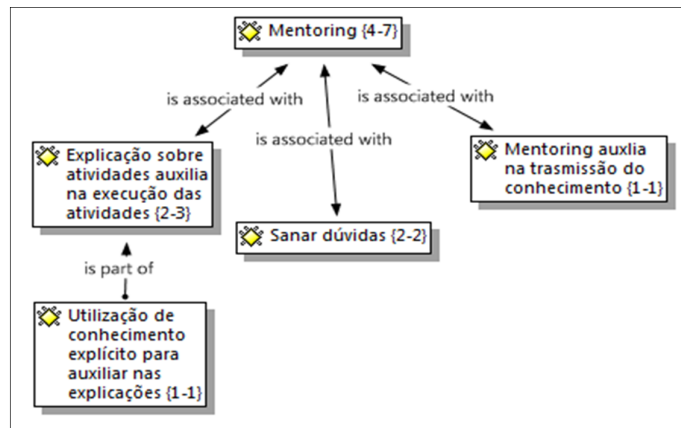 Mentoring {4-7}
is associated with
is associated with
is associated with
Explicação sobre
atividades auxilia
na execução das
atividades {2-3}
Mentoring auxlia
na trasmissão do
conhecimento {1-1}
Sanar dúvidas {2-2}
is part of
Utilização de
conhecimento
explícito para
auxiliar nas
explicações {1-1}